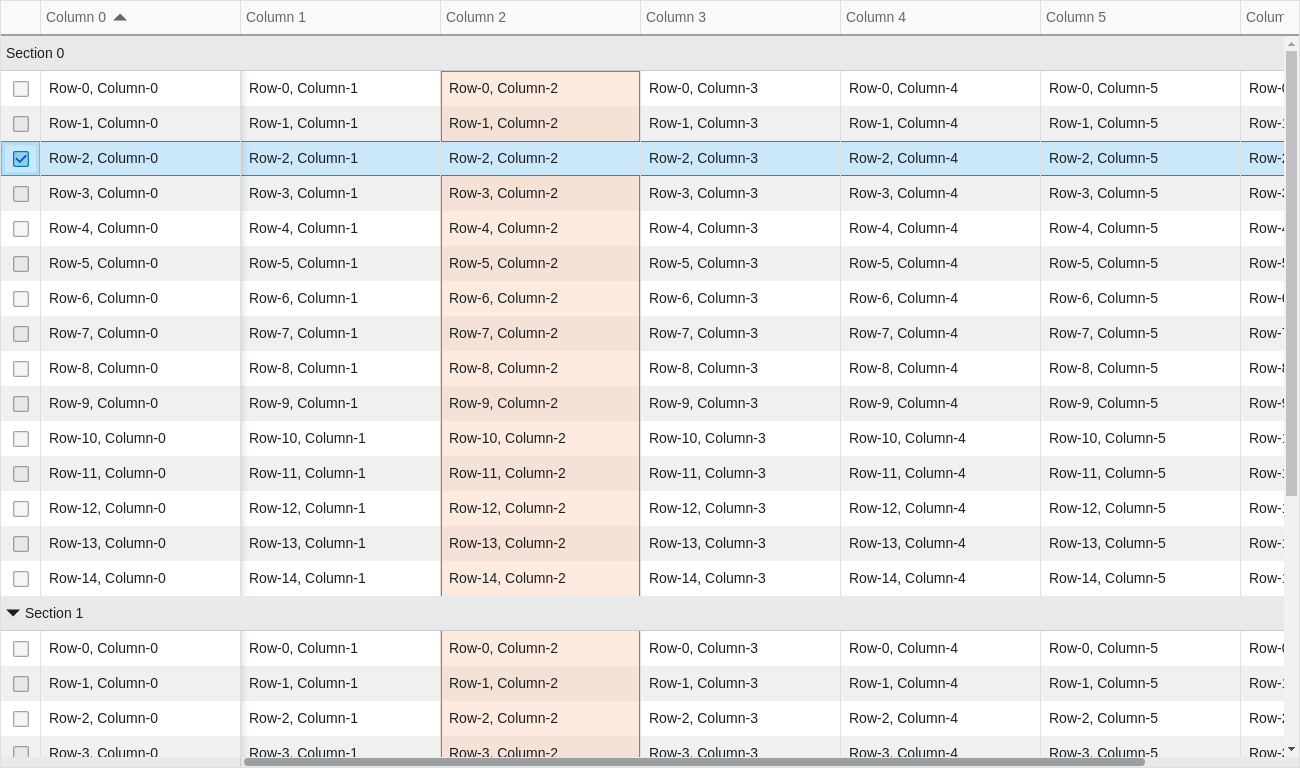 Column 0 Column 1 Column 2 Column 3 Column 4 Column 5 Colum
Section 0
Row-0, Column-0 Row-0, Column-1 Row-0, Column-2 Row-0, Column-3 Row-0, Column-4 Row-0, Column-5 Row-0
Row-1, Column-0 Row-1, Column-1 Row-1, Column-2 Row-1, Column-3 Row-1, Column-4 Row-1, Column-5 Row-1
Row-2, Column-0 Row-2, Column-1 Row-2, Column-2 Row-2, Column-3 Row-2, Column-4 Row-2, Column-5 Row-2
Row-3, Column-0 Row-3, Column-1 Row-3, Column-2 Row-3, Column-3 Row-3, Column-4 Row-3, Column-5 Row-3
Row-4, Column-0 Row-4, Column-1 Row-4, Column-2 Row-4, Column-3 Row-4, Column-4 Row-4, Column-5 Row-4
Row-5, Column-0 Row-5, Column-1 Row-5, Column-2 Row-5, Column-3 Row-5, Column-4 Row-5, Column-5 Row-5
Row-6, Column-0 Row-6, Column-1 Row-6, Column-2 Row-6, Column-3 Row-6, Column-4 Row-6, Column-5 Row-6
Row-7, Column-0 Row-7, Column-1 Row-7, Column-2 Row-7, Column-3 Row-7, Column-4 Row-7, Column-5 Row-7
Row-8, Column-0 Row-8, Column-1 Row-8, Column-2 Row-8, Column-3 Row-8, Column-4 Row-8, Column-5 Row-8
Row-9, Column-0 Row-9, Column-1 Row-9, Column-2 Row-9, Column-3 Row-9, Column-4 Row-9, Column-5 Row-9
Row-10, Column-0 Row-10, Column-1 Row-10, Column-2 Row-10, Column-3 Row-10, Column-4 Row-10, Column-5 Row-1
Row-11, Column-0 Row-11, Column-1 Row-11, Column-2 Row-11, Column-3 Row-11, Column-4 Row-11, Column-5 Row-1
Row-12, Column-0 Row-12, Column-1 Row-12, Column-2 Row-12, Column-3 Row-12, Column-4 Row-12, Column-5 Row-1
Row-13, Column-0 Row-13, Column-1 Row-13, Column-2 Row-13, Column-3 Row-13, Column-4 Row-13, Column-5 Row-1
Row-14, Column-0 Row-14, Column-1 Row-14, Column-2 Row-14, Column-3 Row-14, Column-4 Row-14, Column-5 Row-1
Section 1
Row-0, Column-0 Row-0, Column-1 Row-0, Column-2 Row-0, Column-3 Row-0, Column-4 Row-0, Column-5 Row-0
Row-1, Column-0 Row-1, Column-1 Row-1, Column-2 Row-1, Column-3 Row-1, Column-4 Row-1, Column-5 Row-1
Row-2, Column-0 Row-2, Column-1 Row-2, Column-2 Row-2, Column-3 Row-2, Column-4 Row-2, Column-5 Row-2
Row-3, Column-0 Row-3, Column-1 Row-3, Column-2 Row-3, Column-3 Row-3, Column-4 Row-3, Column-5 Row-3